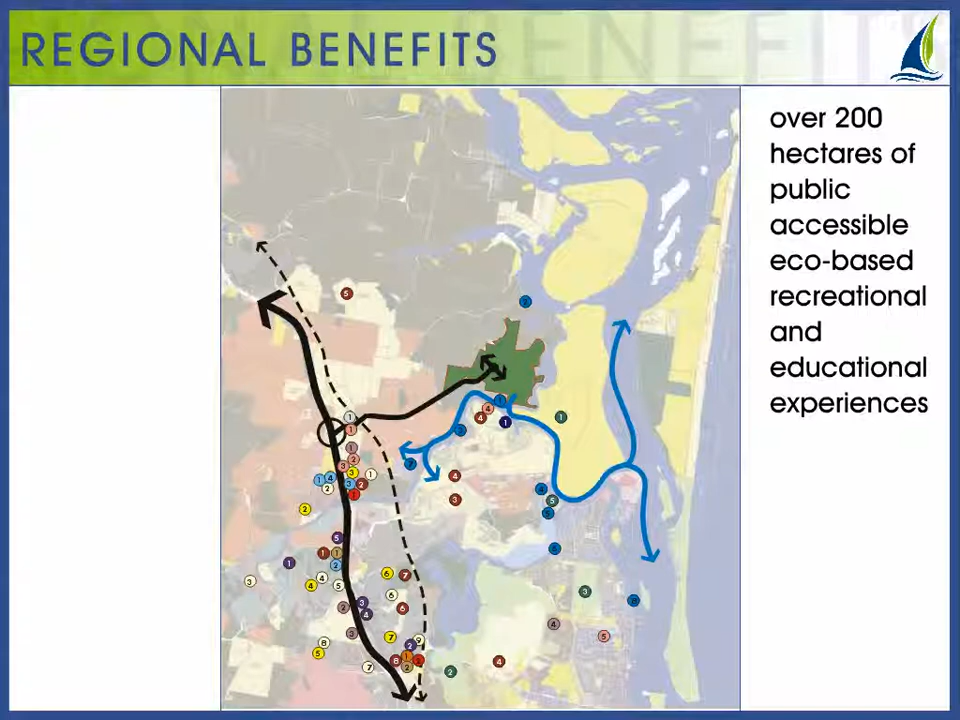 REGIONAL BENEFITS
over 200
hectares of
public
accessible
eco-based
recreational
and
educational
experiences